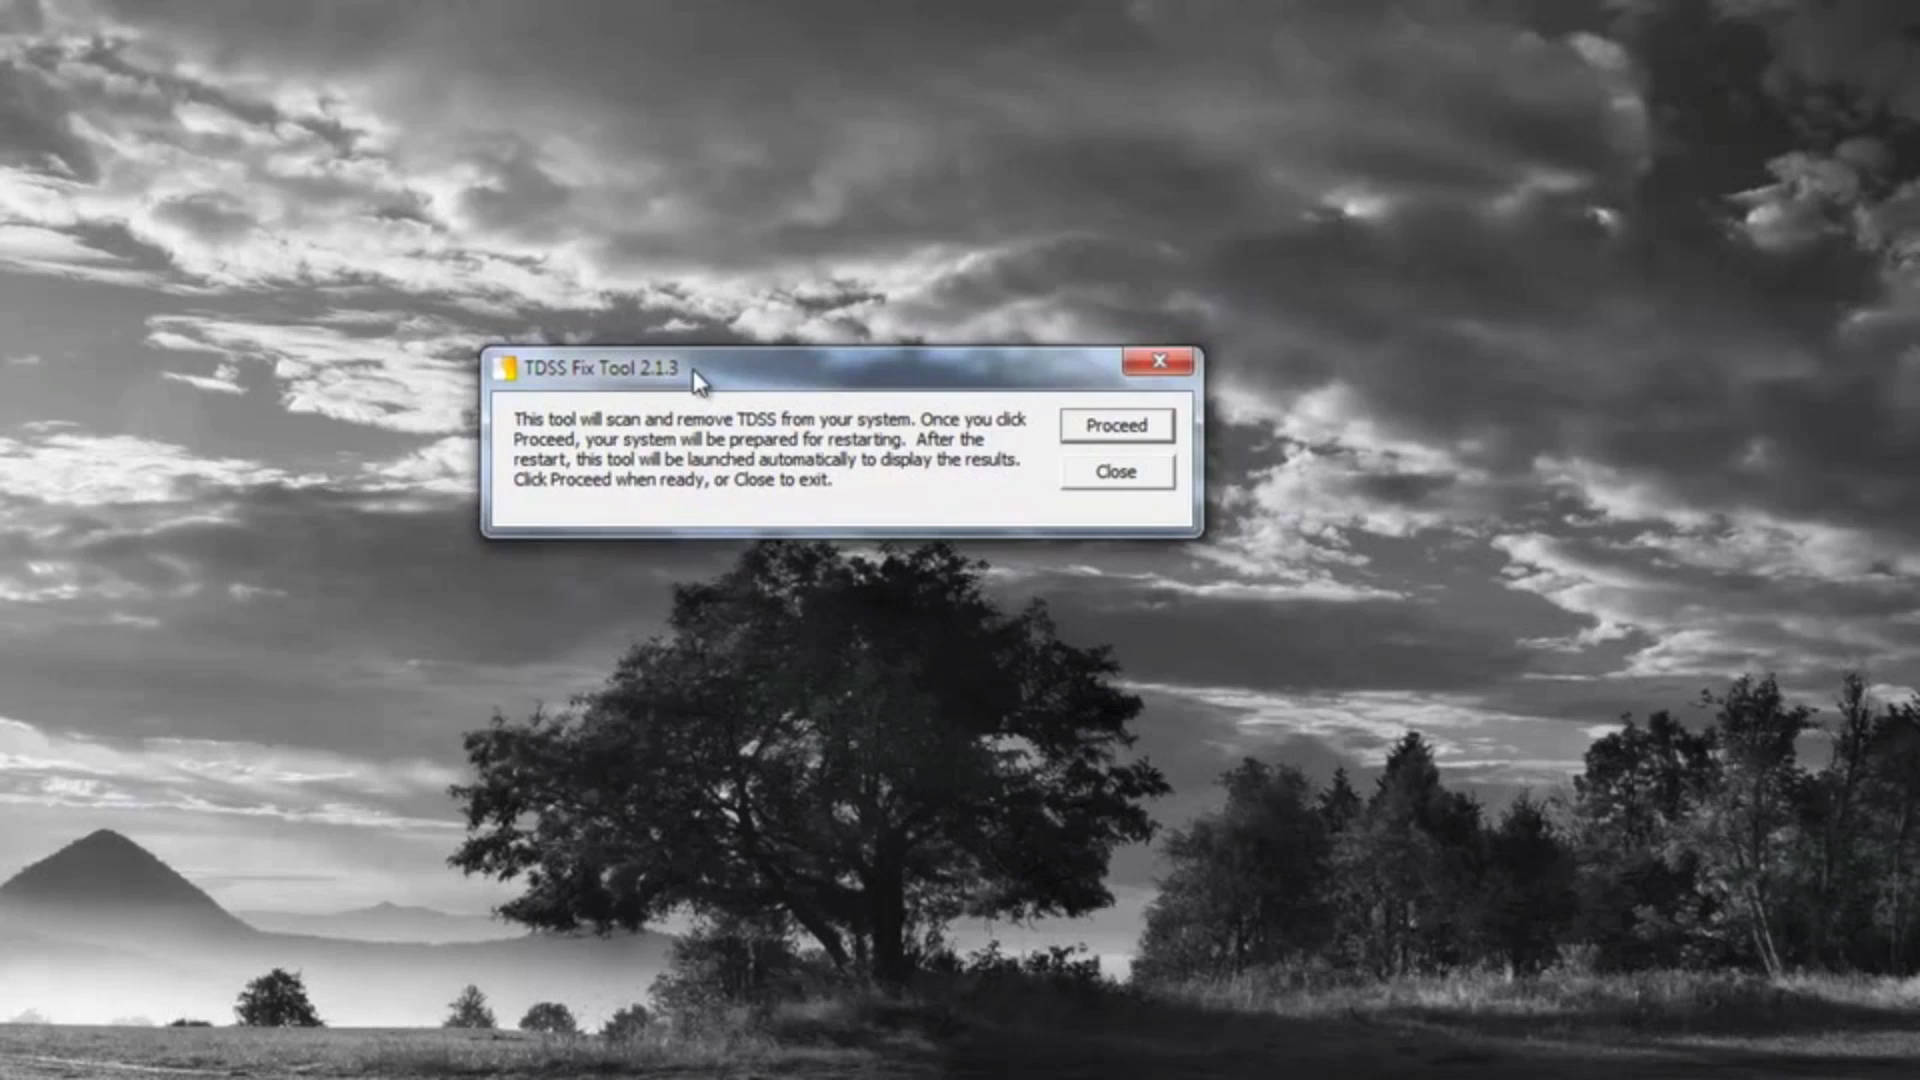 TDSS Fix Tool 2.1.3
This tool will scan and remove TDSS from your system. Once you click
Proceed, your system will be prepared for restarting.  After the
restart, this tool will be launched automatically to display the results.
Click Proceed when ready, or Close to exit.
Proceed
Close